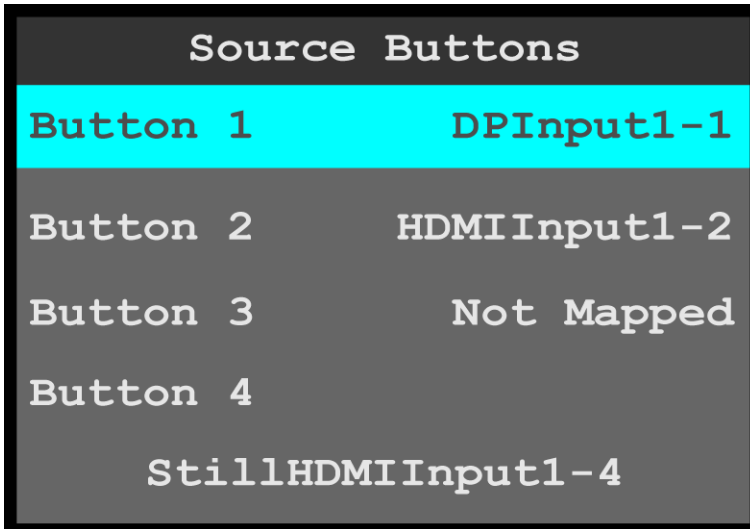 Source Buttons
Button 1 DPInput1-1
Button 2 HDMIInput1-2
Button 3 Not Mapped
Button 4
StillHDMIInput1-4